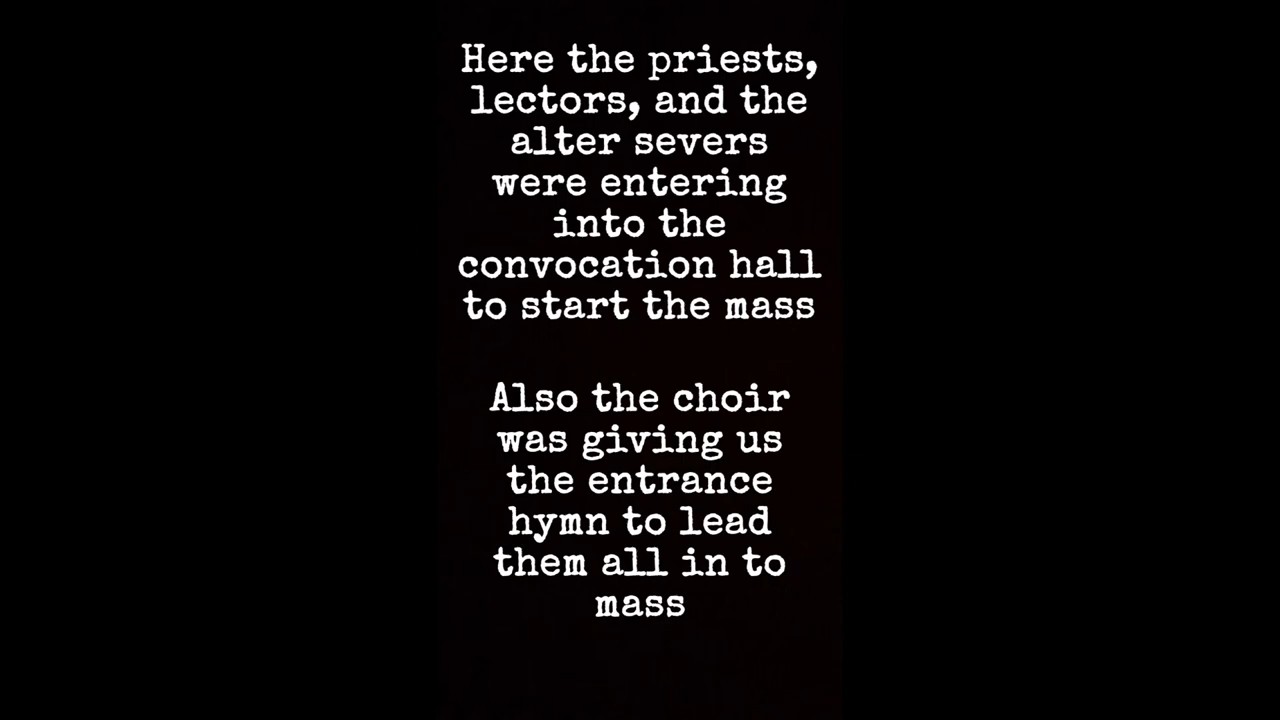 Here the priests,
lectors, and the
alter severs
were entering
into the
convocation hall
to start the mass
Also the choir
was giving us
the entrance
hymn to lead
them all in to
mass